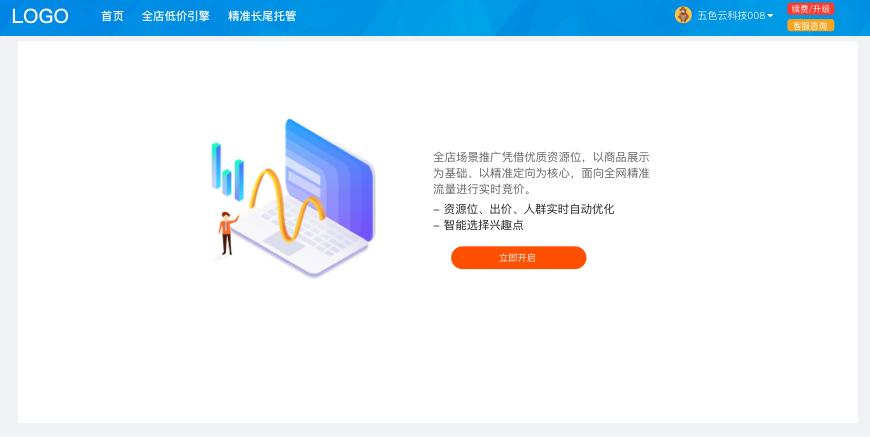 LOGO
首页
全店低价引擎
精准长尾托管
五色云科技008
续费/升级
客服咨询
全店场景推广凭借优质资源位，以商品展示
为基础、以精准定向为核心，面向全网精准
流量进行实时竞价。
- 资源位、出价、人群实时自动优化
- 智能选择兴趣点
立即开启